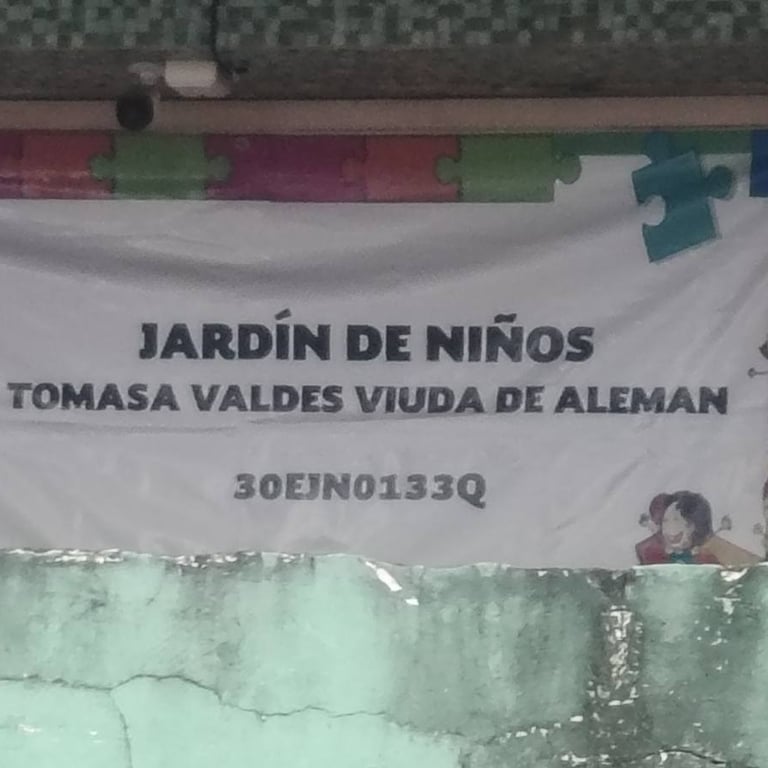 JARDÍN DE NIÑOS
TOMASA VALDES VIUDA DE ALEMAN
30EJN0133Q